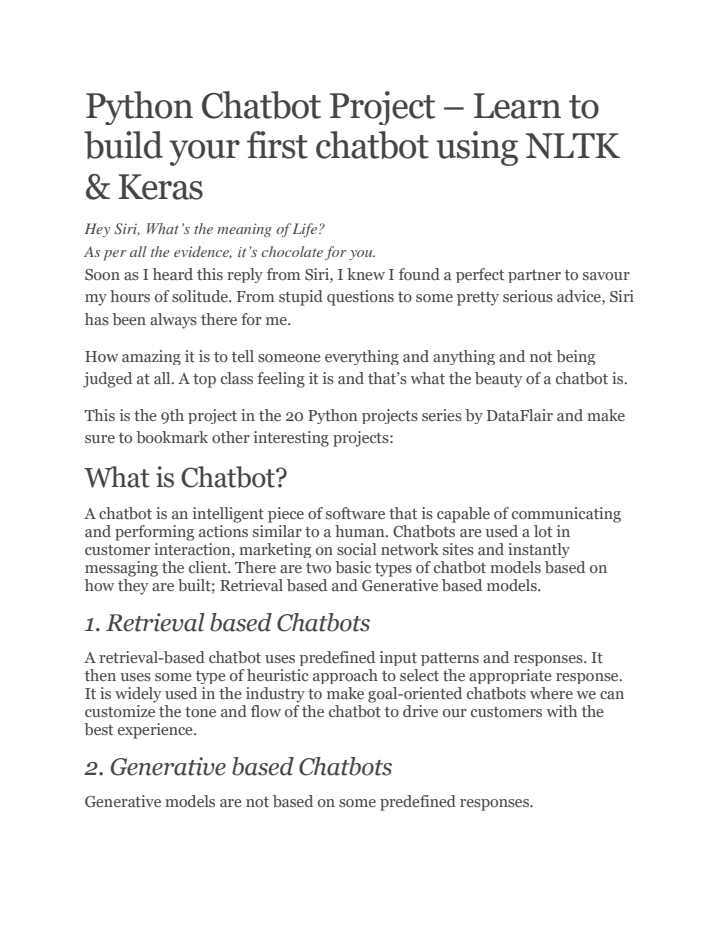 Python Chatbot Project – Learn to
build your first chatbot using NLTK
& Keras
Hey Siri, What's the meaning of Life?
As per all the evidence, it's chocolate for you.
Soon as I heard this reply from Siri, I knew I found a perfect partner to savour
my hours of solitude. From stupid questions to some pretty serious advice, Siri
has been always there for me.
How amazing it is to tell someone everything and anything and not being
judged at all. A top class feeling it is and that's what the beauty of a chatbot is.
This is the 9th project in the 20 Python projects series by DataFlair and make
sure to bookmark other interesting projects:
What is Chatbot?
A chatbot is an intelligent piece of software that is capable of communicating
and performing actions similar to a human. Chatbots are used a lot in
customer interaction, marketing on social network sites and instantly
messaging the client. There are two basic types of chatbot models based on
how they are built; Retrieval based and Generative based models.
1. Retrieval based Chatbots
A retrieval-based chatbot uses predefined input patterns and responses. It
then uses some type of heuristic approach to select the appropriate response.
It is widely used in the industry to make goal-oriented chatbots where we can
customize the tone and flow of the chatbot to drive our customers with the
best experience.
2. Generative based Chatbots
Generative models are not based on some predefined responses.